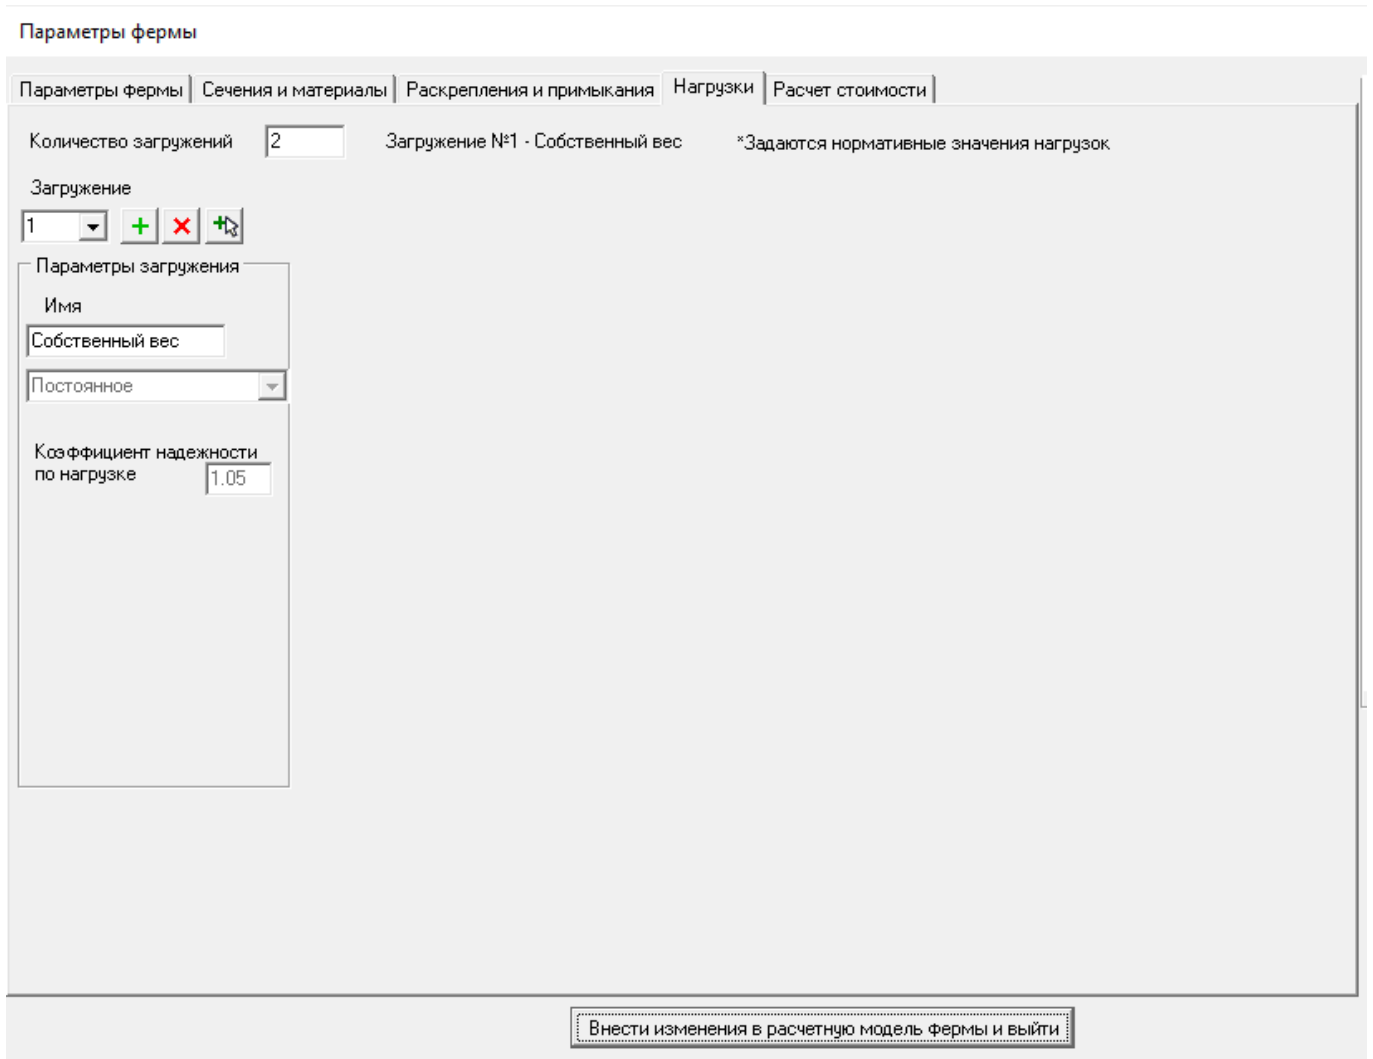 Параметры фермы
Параметры фермы Сечения и материалы Раскрепления и примыкания Нагрузки Расчет стоимости
Количество загружений 2 Загружение №1 - Собственный вес *Задаются нормативные значения нагрузок
Загружение
1
Параметры загружения
Имя
Собственный вес
Постоянное
Коэффициент надежности
по нагрузке 1.05
Внести изменения в расчетную модель фермы и выйти